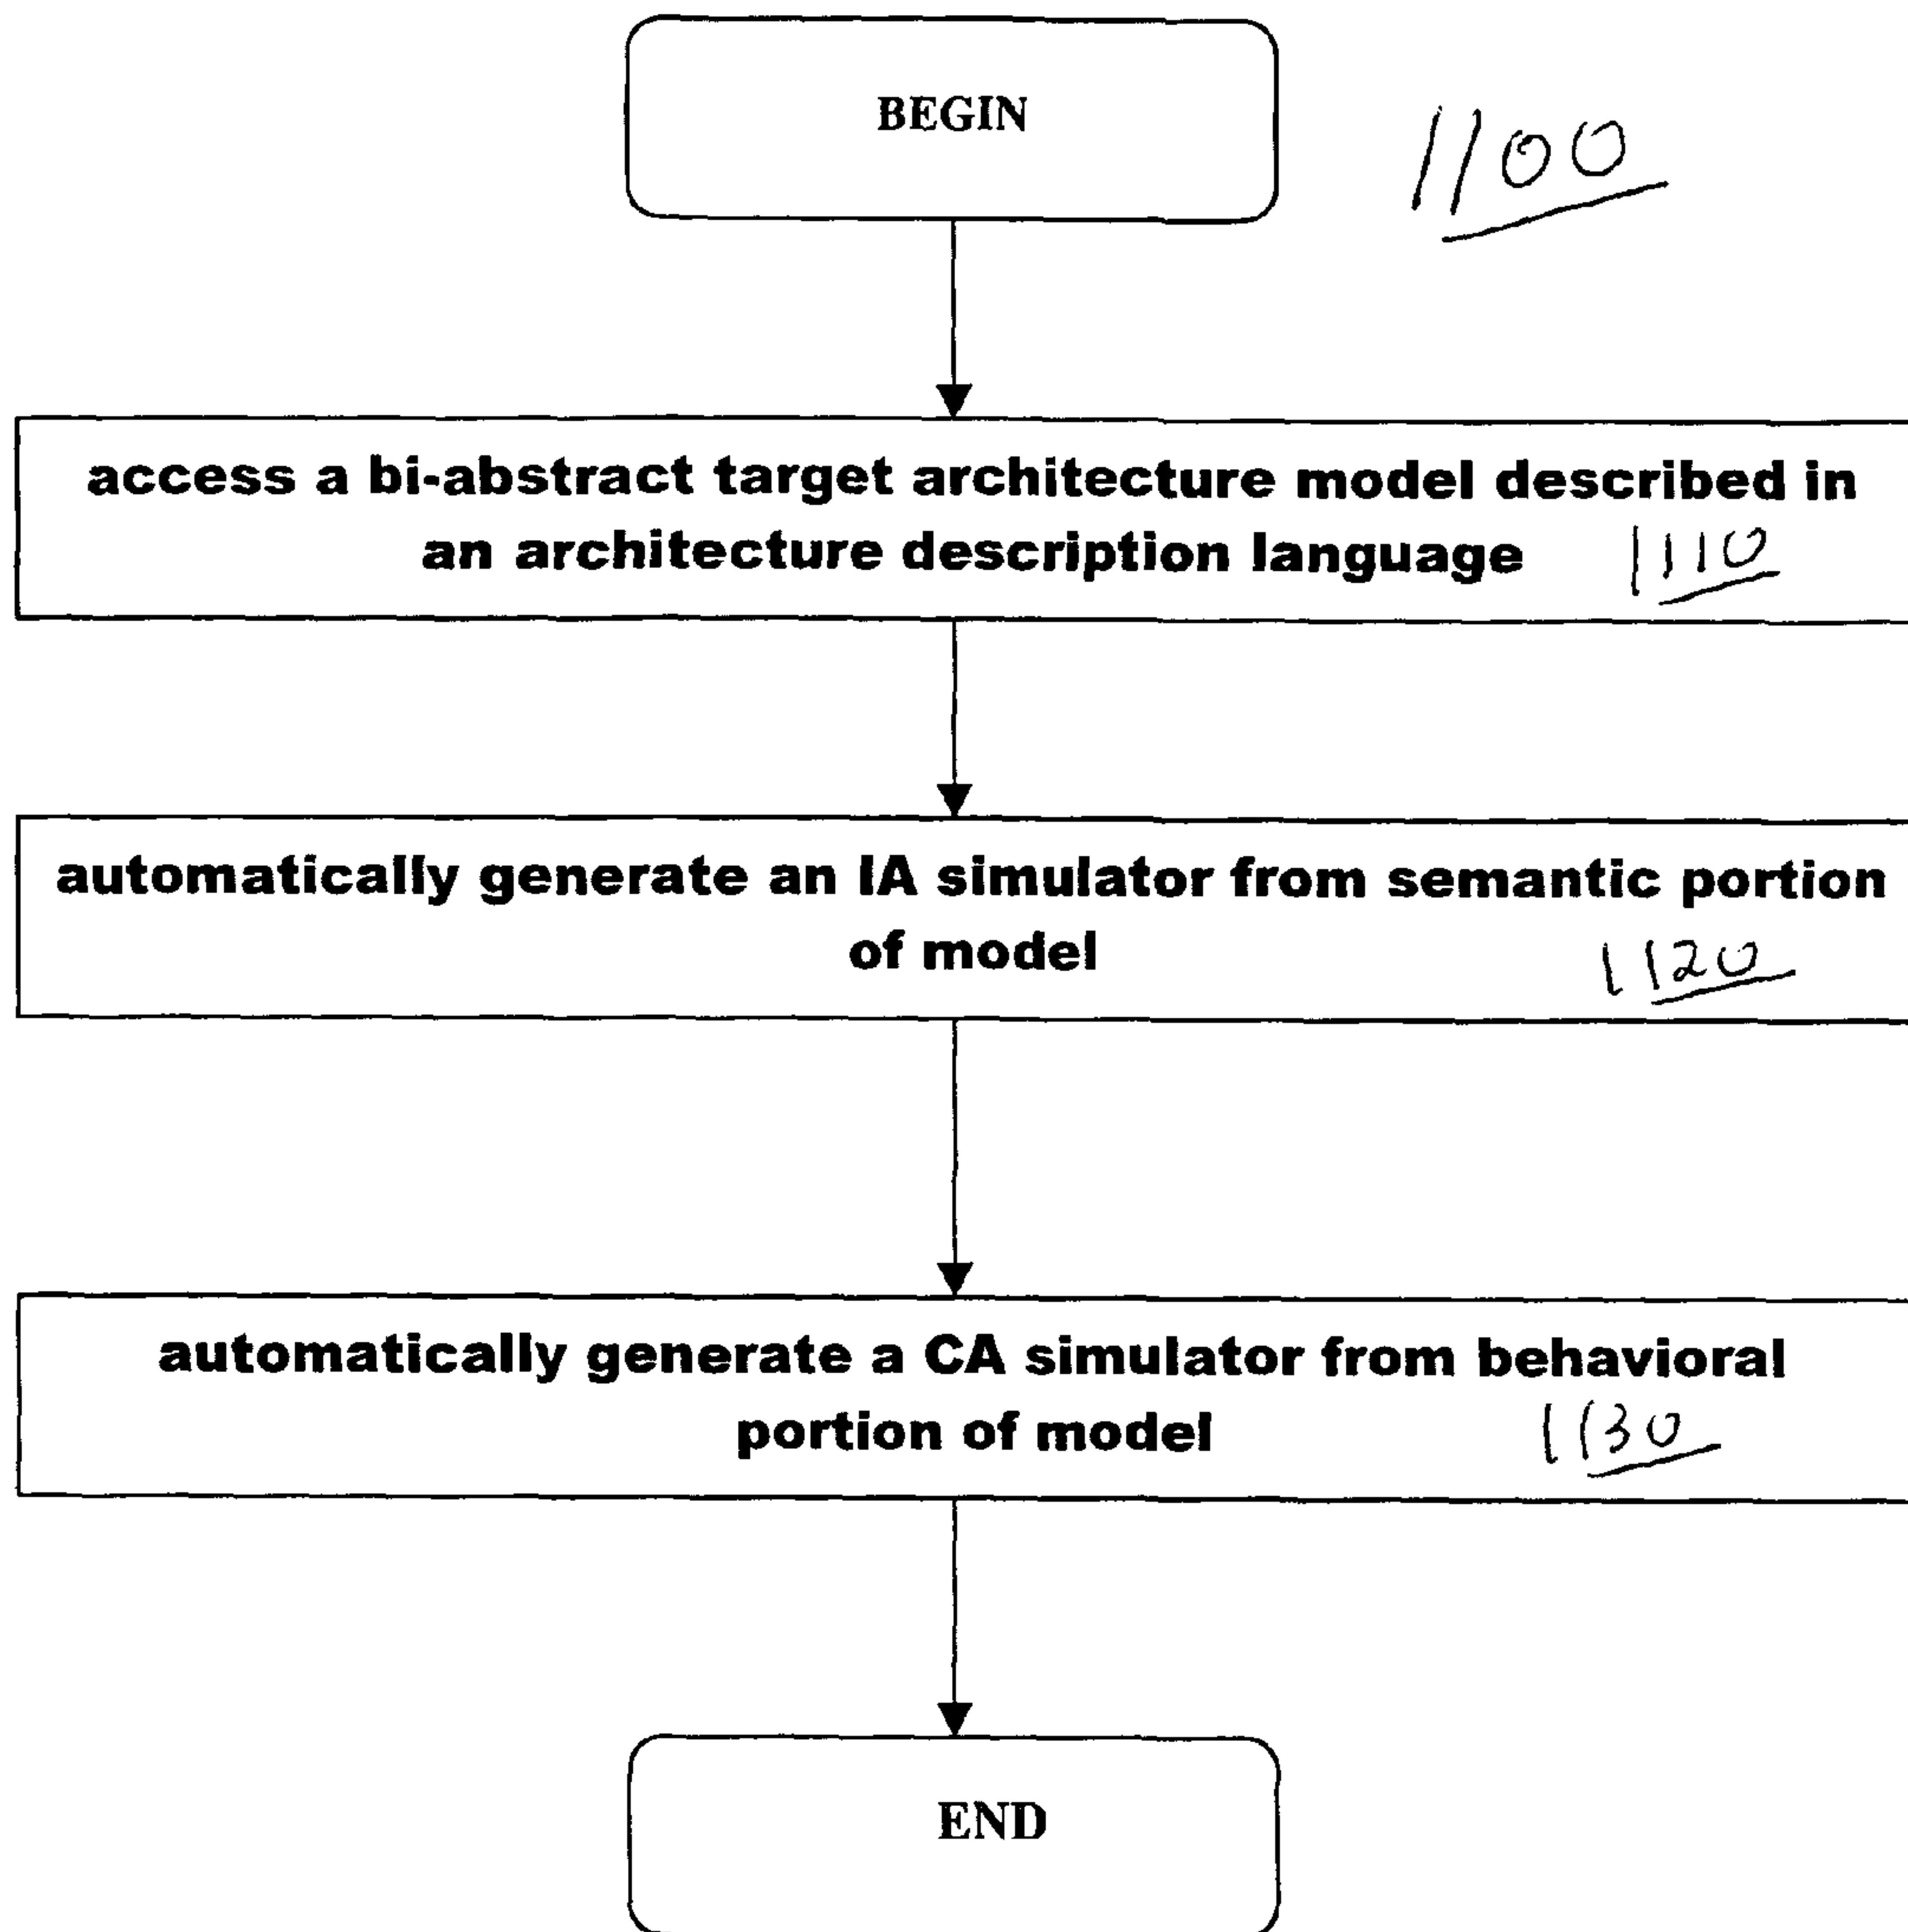 BEGIN
1100
access a bi-abstract target architecture model described in
an architecture description language 1110
automatically generate an IA simulator from semantic portion
of model 1120
automatically generate a CA simulator from behavioral
portion of model 1130
END